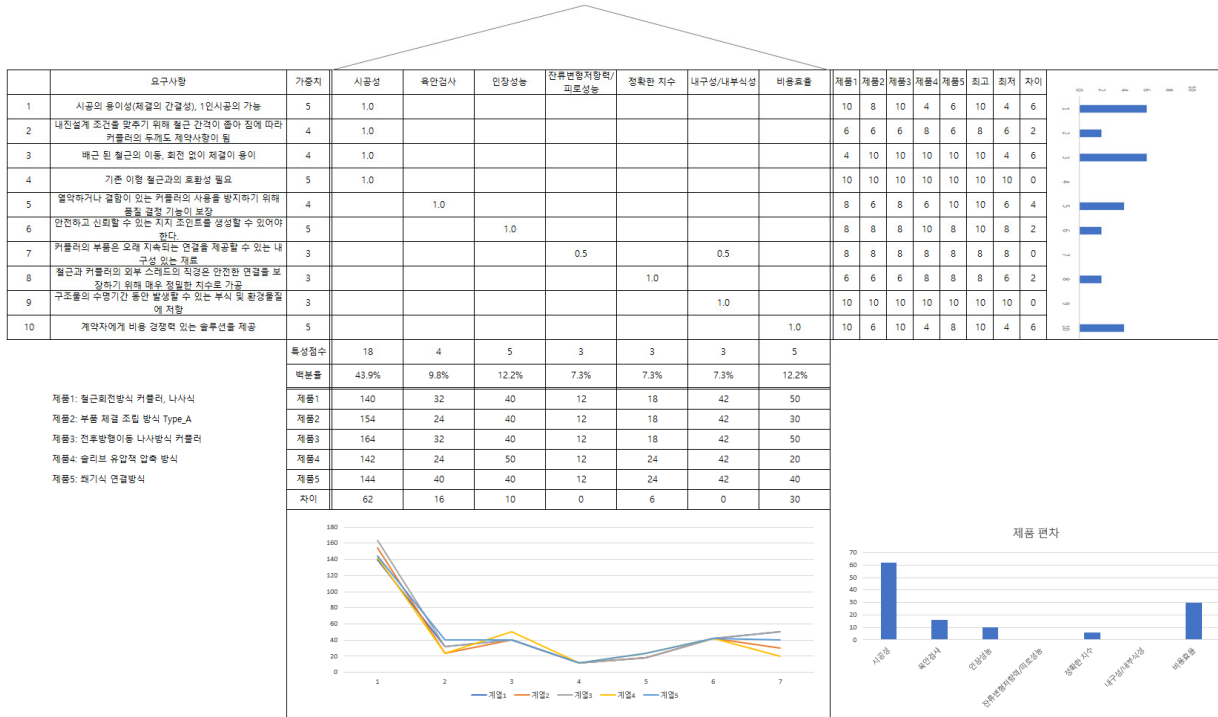 요구사항 가중치 시공성 육안검사 인장성능 잔류변형저항력/ 정확한 치수 내구성/내부식성 비용효율 제품1 제품2 제품3 제품4 제품5 최고 최저 차이
피로성능
1 시공의 용이성(체결의 간결성), 1인시공의 가능 5 1.0 10 8 10 4 6 10 4 6
2 내진설계 조건을 맞추기 위해 철근 간격이 좁아 짐에 따라 4 1.0 6 6 6 8 6 8 6 2
커플러의 두께도 제약사항이 됨
3 배근 된 철근의 이동, 회전 없이 체결이 용이 4 1.0 4 10 10 10 10 10 4 6
4 기존 이형 철근과의 호환성 필요 5 1.0 10 10 10 10 10 10 10 0
5 열악하거나 결함이 있는 커플러의 사용을 방지하기 위해 4 1.0 8 6 8 6 10 10 6 4
품질 결정 기능이 보장
6 안전하고 신뢰할 수 있는 지지 조인트를 생성할 수 있어야 5 1.0 8 8 8 10 8 10 8 2
한다.
7 커플러의 부품은 오래 지속되는 연결을 제공할 수 있는 내 3 0.5 0.5 8 8 8 8 8 8 8 0
구성 있는 재료
8 철근과 커플러의 외부 스레드의 직경은 안전한 연결을 보 3 1.0 6 6 6 8 8 8 6 2
장하기 위해 매우 정밀한 치수로 가공
9 구조물의 수명기간 동안 발생할 수 있는 부식 및 환경물질 3 1.0 10 10 10 10 10 10 10 0
에 저항
10 계약자에게 비용 경쟁력 있는 솔루션을 제공 5 1.0 10 6 10 4 8 10 4 6
0 2 4 6 8 10
1
2
3
4
5
6
7
8
9
10
특성점수 18 4 5 3 3 3 5
백분율 43.9% 9.8% 12.2% 7.3% 7.3% 7.3% 12.2%
제품1: 철근회전방식 커플러, 나사식
제품2: 부품 체결 조립 방식 Type_A
제품3: 전후방행이동 나사방식 커플러
제품4: 슬리브 유압잭 압축 방식
제품5: 쐐기식 연결방식
제품1 140 32 40 12 18 42 50
제품2 154 24 40 12 18 42 30
제품3 164 32 40 12 18 42 50
제품4 142 24 50 12 24 42 20
제품5 144 40 40 12 24 42 40
차이 62 16 10 0 6 0 30
180
160
140
120
100
80
60
40
20
0
1 2 3 4 5 6 7
계열1 계열2 계열3 계열4 계열5
제품 편차
70
60
50
40
30
20
10
0
시공성
육안검사
인장성능
잔류변형저항력/피로성능
정확한 치수
내구성/내부식성
비용효율